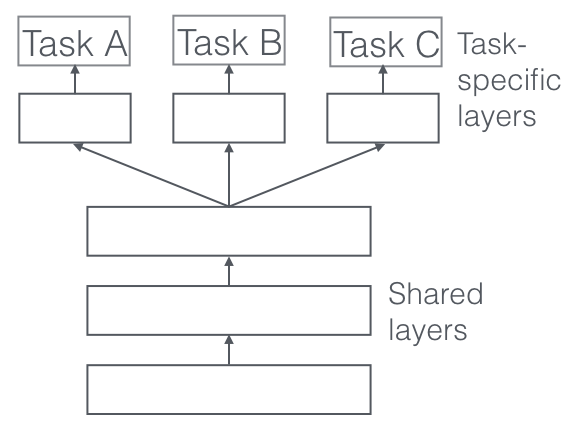 Task A
Task B
Task C
Task-
specific
layers
Shared
layers